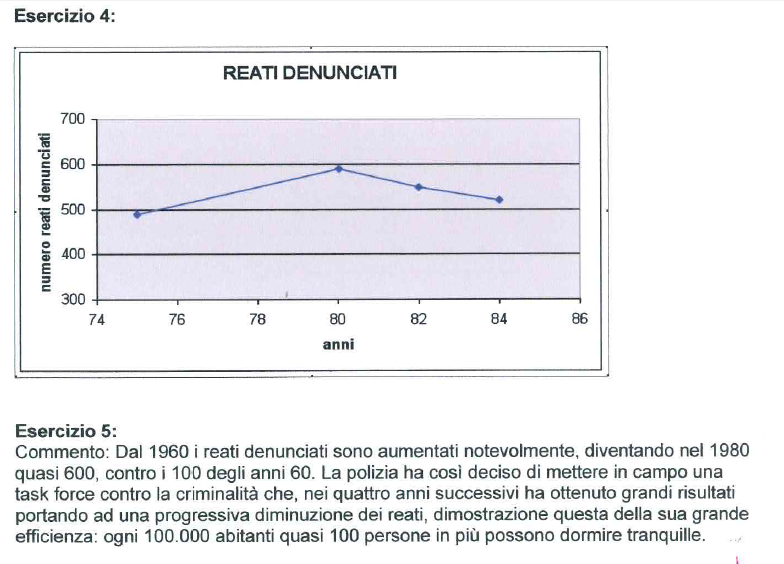 Esercizio 4:
REATI DENUNCIATI
numero reati denunciati
700
600
500
400
300
74 76 78 80 82 84 86
anni
Esercizio 5:
Commento: Dal 1960 i reati denunciati sono aumentati notevolmente, diventando nel 1980
quasi 600, contro i 100 degli anni 60. La polizia ha così deciso di mettere in campo una
task force contro la criminalità che, nei quattro anni successivi ha ottenuto grandi risultati
portando ad una progressiva diminuzione dei reati, dimostrazione questa della sua grande
efficienza: ogni 100.000 abitanti quasi 100 persone in più possono dormire tranquille.